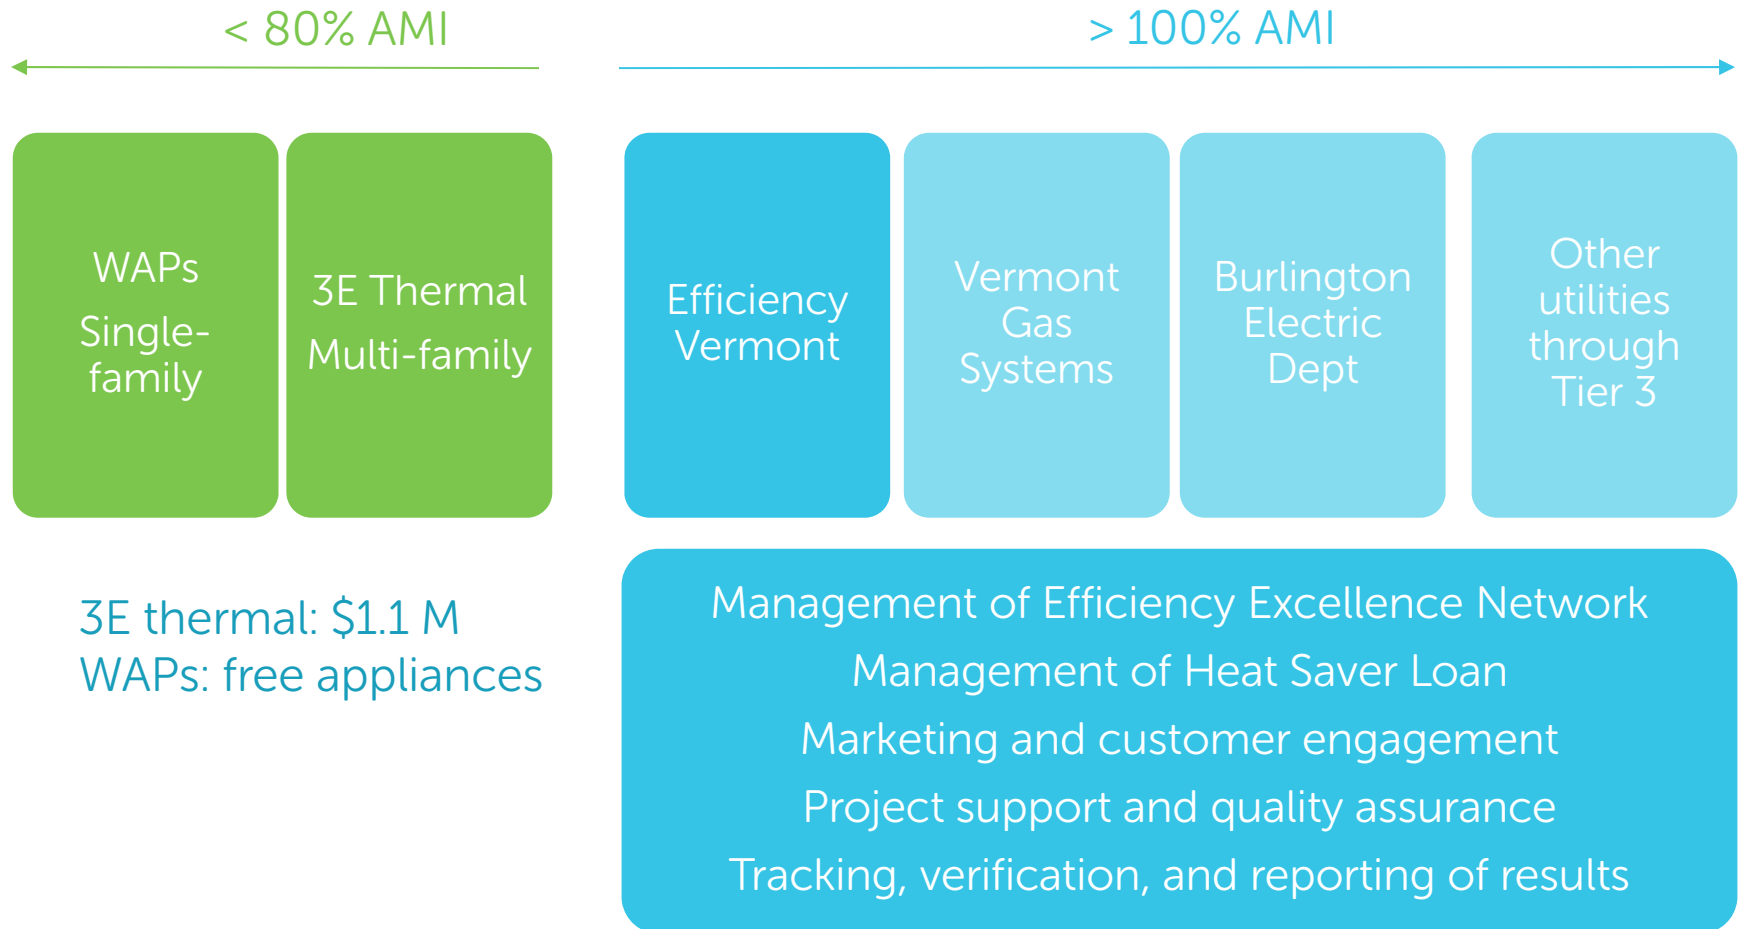 < 80% AMI
> 100% AMI
WAPs
Single-
family
3E Thermal
Multi-family
Efficiency
Vermont
Vermont
Gas
Systems
Burlington
Electric
Dept
Other
utilities
through
Tier 3
3E thermal: $1.1 M
WAPs: free appliances
Management of Efficiency Excellence Network
Management of Heat Saver Loan
Marketing and customer engagement
Project support and quality assurance
Tracking, verification, and reporting of results